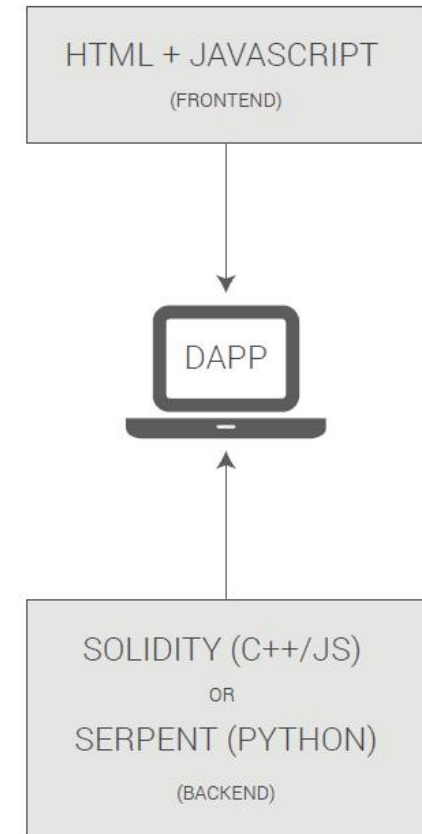 HTML + JAVASCRIPT
(FRONTEND)
DAPP
SOLIDITY (C++/JS)
OR
SERPENT (PYTHON)
(BACKEND)